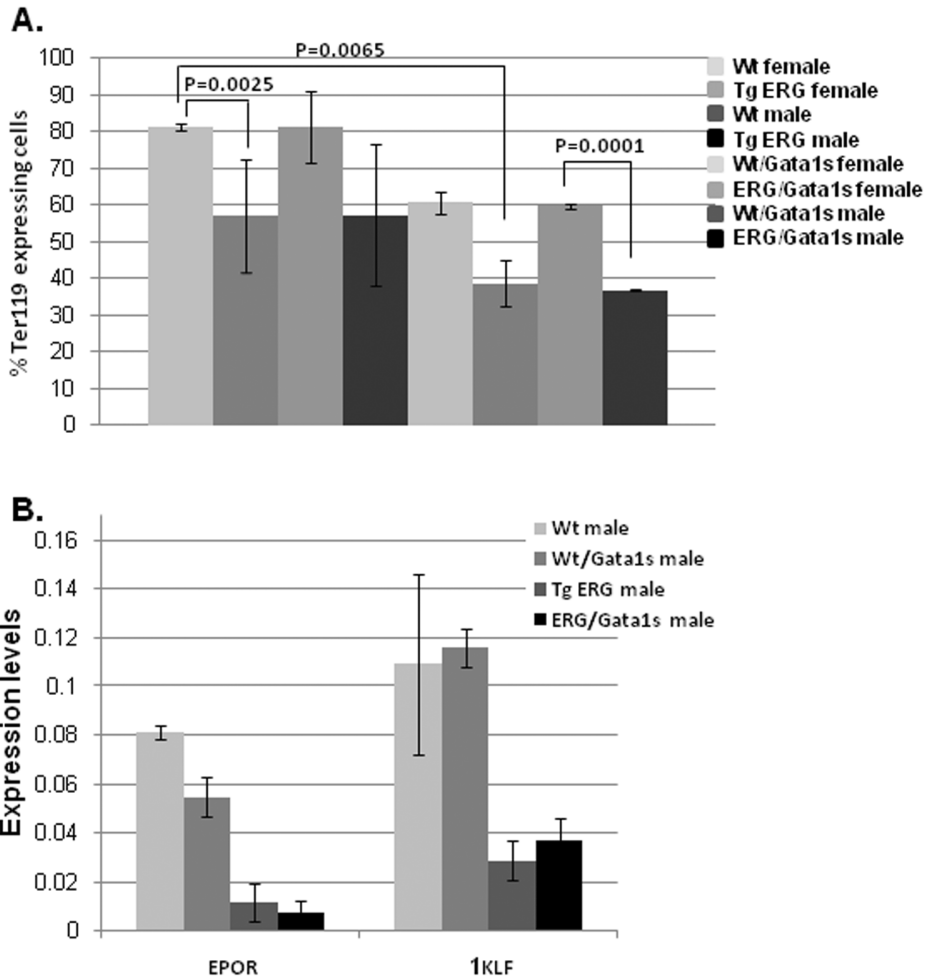 A.
% Ter119 expressing cells
100
90
80
70
60
50
40
30
20
10
0
P=0.0065
P=0.0025
P=0.0001
Wt female
Tg ERG female
Wt male
Tg ERG male
Wt/Gata1s female
ERG/Gata1s female
Wt/Gata1s male
ERG/Gata1s male
B.
Expression levels
0.16
0.14
0.12
0.1
0.08
0.06
0.04
0.02
0
Wt male
Wt/Gata1s male
Tg ERG male
ERG/Gata1s male
EPOR
1KLF